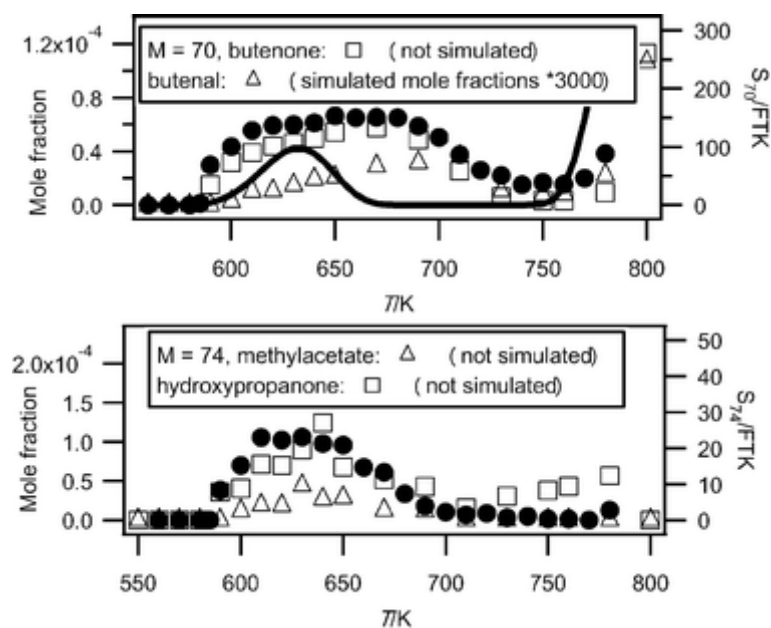 1.2x10⁻⁴
0.8
0.4
0.0
Mole fraction
M = 70, butenone: □ ( not simulated)
butenal: △ ( simulated mole fractions *3000)
300
200
100
0
S₇₀/FTK
600 650 700 750 800
T/K
2.0x10⁻⁴
1.5
1.0
0.5
0.0
Mole fraction
M = 74, methylacetate: △ ( not simulated)
hydroxypropanone: □ ( not simulated)
50
40
30
20
10
0
S₇₄/FTK
550 600 650 700 750 800
T/K